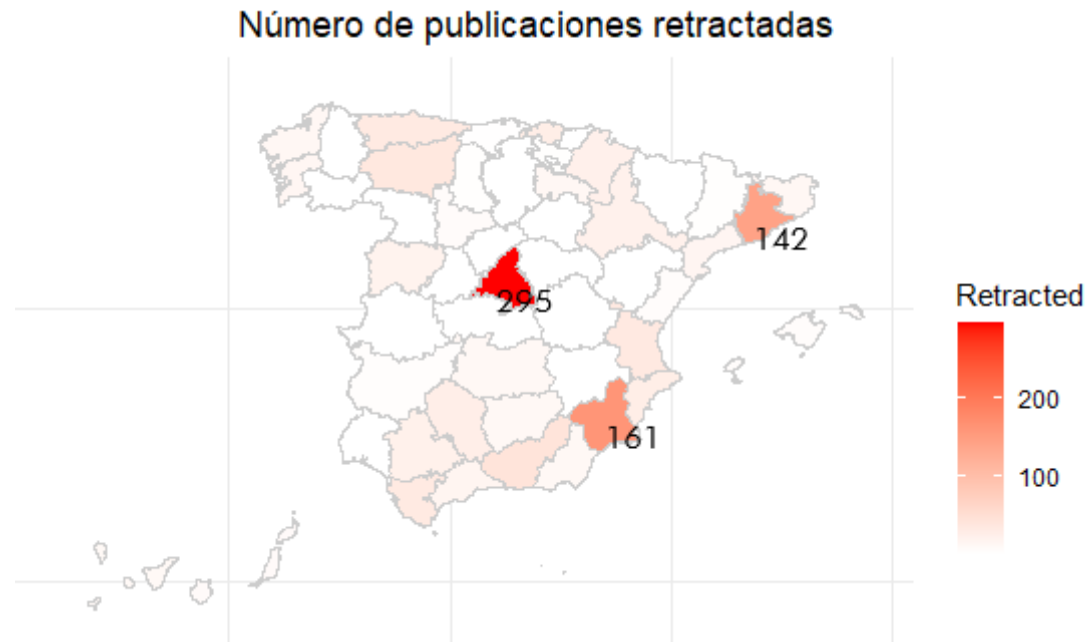 Número de publicaciones retractadas
142
295
161
Retracted
200
100